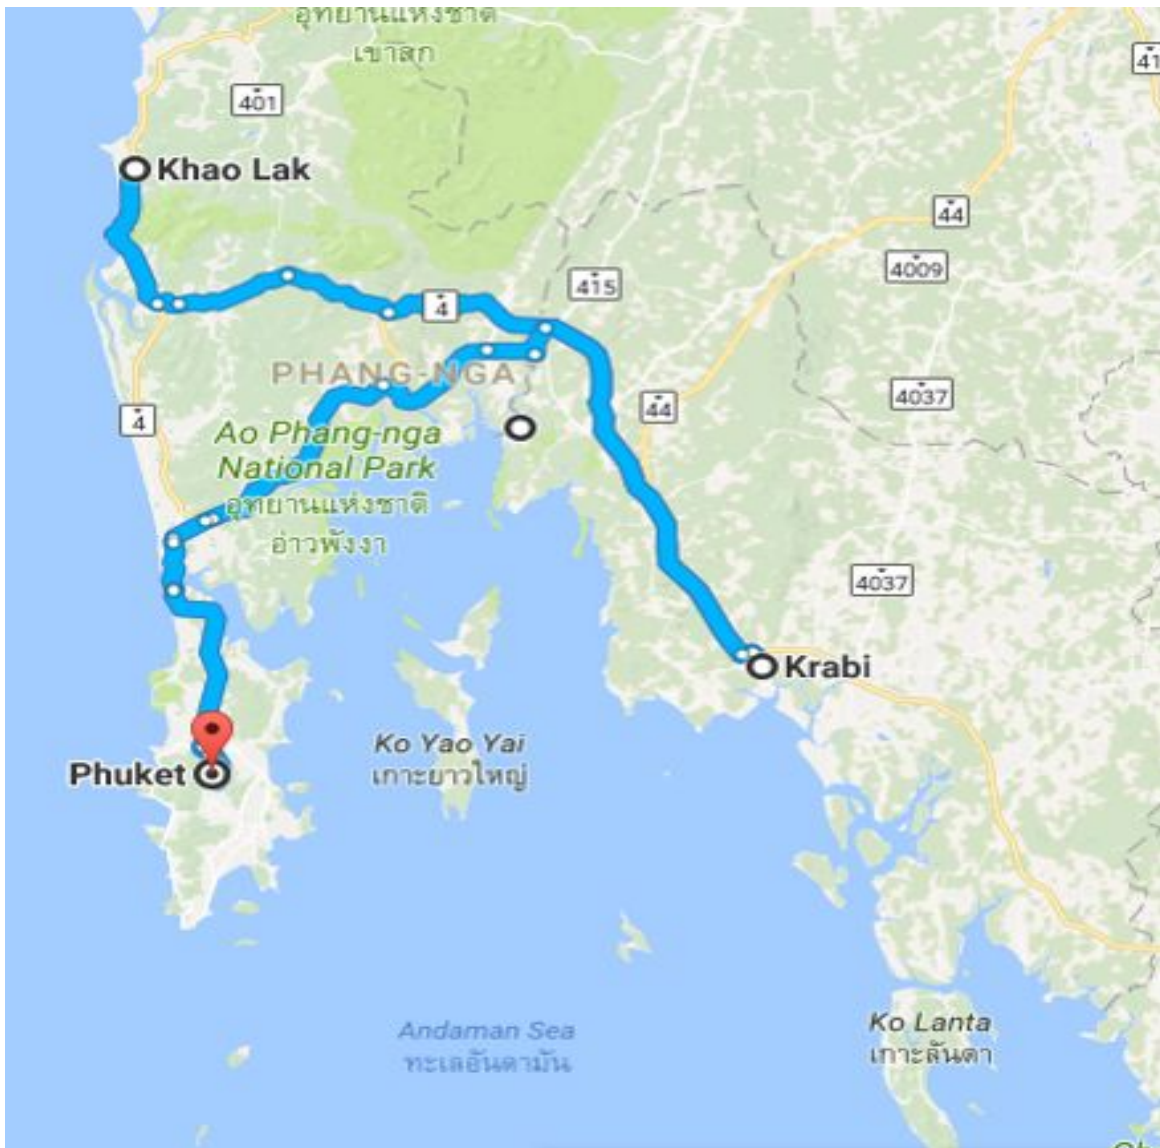 อุทยานแห่งชาติ
เขาสก
41
401
Khao Lak
44
4009
415
4
PHANG-NGA
4037
44
4
Ao Phang-nga
National Park
อุทยานแห่งชาติ
อ่าวพังงา
4037
Krabi
Ko Yao Yai
เกาะยาวใหญ่
Phuket
Ko Lanta
เกาะลันตา
Andaman Sea
ทะเลอันดามัน